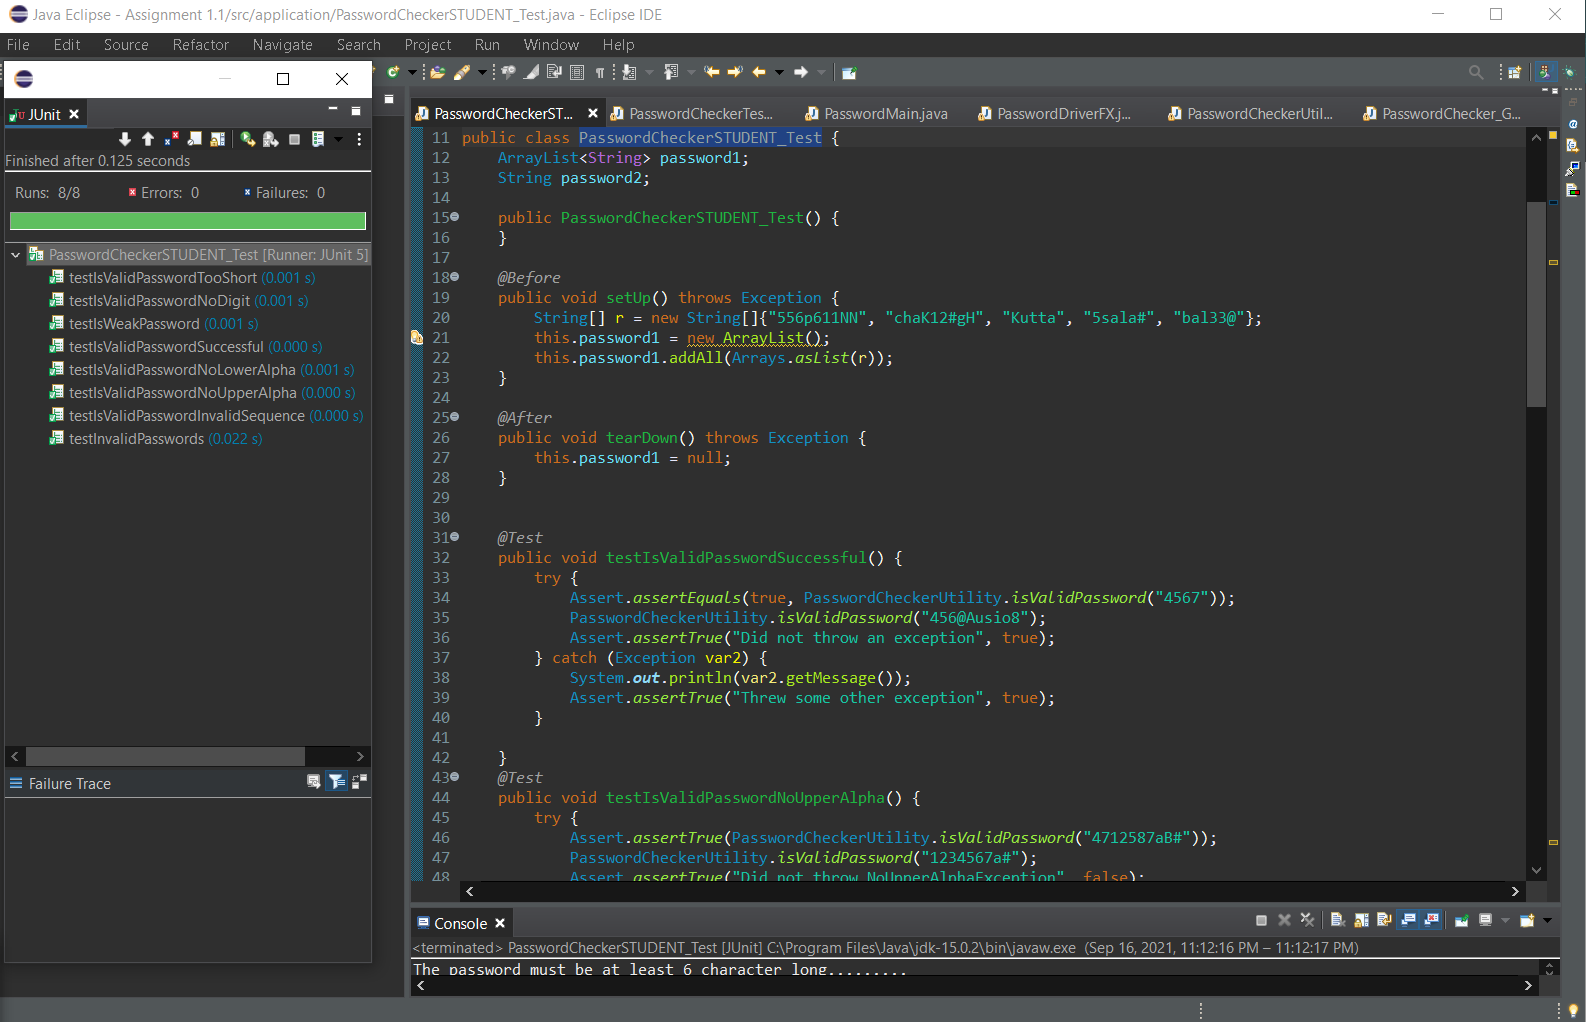 Java Eclipse - Assignment 1.1/src/application/PasswordCheckerSTUDENT_Test.java - Eclipse IDE
File Edit Source Refactor Navigate Search Project Run Window Help
JUnit
Finished after 0.125 seconds
Runs: 8/8 Errors: 0 Failures: 0
PasswordCheckerSTUDENT_Test [Runner: JUnit 5]
testIsValidPasswordTooShort (0.001 s)
testIsValidPasswordNoDigit (0.001 s)
testIsWeakPassword (0.001 s)
testIsValidPasswordSuccessful (0.000 s)
testIsValidPasswordNoLowerAlpha (0.001 s)
testIsValidPasswordNoUpperAlpha (0.000 s)
testIsValidPasswordInvalidSequence (0.000 s)
testInvalidPasswords (0.022 s)
Failure Trace
PasswordCheckerST... PasswordCheckerTes... PasswordMain.java PasswordDriverFX.j... PasswordCheckerUtil... PasswordChecker_G...
11 public class PasswordCheckerSTUDENT_Test {
12 ArrayList<String> password1;
13 String password2;
14
15 public PasswordCheckerSTUDENT_Test() {
16 }
17
18 @Before
19 public void setUp() throws Exception {
20 String[] r = new String[]{"556p611NN", "chaK12#gH", "Kutta", "5sala#", "bal33@"};
21 this.password1 = new ArrayList();
22 this.password1.addAll(Arrays.asList(r));
23 }
24
25 @After
26 public void tearDown() throws Exception {
27 this.password1 = null;
28 }
29
30
31 @Test
32 public void testIsValidPasswordSuccessful() {
33 try {
34 Assert.assertEquals(true, PasswordCheckerUtility.isValidPassword("4567"));
35 PasswordCheckerUtility.isValidPassword("456@Ausio8");
36 Assert.assertTrue("Did not throw an exception", true);
37 } catch (Exception var2) {
38 System.out.println(var2.getMessage());
39 Assert.assertTrue("Threw some other exception", true);
40 }
41
42 }
43 @Test
44 public void testIsValidPasswordNoUpperAlpha() {
45 try {
46 Assert.assertTrue(PasswordCheckerUtility.isValidPassword("4712587aB#"));
47 PasswordCheckerUtility.isValidPassword("1234567a#");
48 Assert.assertTrue("Did not throw NoUpperAlphaException", false);
Console
<terminated> PasswordCheckerSTUDENT_Test [JUnit] C:\Program Files\Java\jdk-15.0.2\bin\javaw.exe (Sep 16, 2021, 11:12:16 PM – 11:12:17 PM)
The password must be at least 6 character long.........